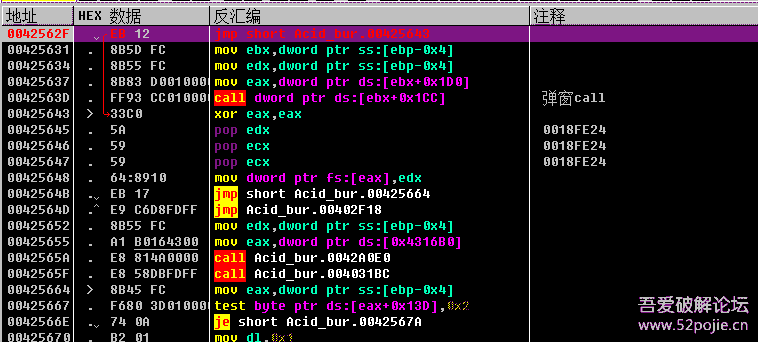 地址 HEX 数据 反汇编 注释
0042562F EB 12 jmp short Acid_bur.00425643
00425631 . 8B5D FC mov ebx,dword ptr ss:[ebp-0x4]
00425634 . 8B55 FC mov edx,dword ptr ss:[ebp-0x4]
00425637 . 8B83 D0010000 mov eax,dword ptr ds:[ebx+0x1D0]
0042563D . FF93 CC010000 call dword ptr ds:[ebx+0x1CC] 弹窗call
00425643 > 33C0 xor eax,eax
00425645 . 5A pop edx 0018FE24
00425646 . 59 pop ecx 0018FE24
00425647 . 59 pop ecx 0018FE24
00425648 . 64:8910 mov dword ptr fs:[eax],edx
0042564B . EB 17 jmp short Acid_bur.00425664
0042564D . E9 C6D8FDFF jmp Acid_bur.00402F18
00425652 . 8B55 FC mov edx,dword ptr ss:[ebp-0x4]
00425655 . A1 B0164300 mov eax,dword ptr ds:[0x4316B0]
0042565A . E8 814A0000 call Acid_bur.0042A0E0
0042565F . E8 58DBFDFF call Acid_bur.004031BC
00425664 > 8B45 FC mov eax,dword ptr ss:[ebp-0x4]
00425667 . F680 3D010000 test byte ptr ds:[eax+0x13D],0x2
0042566E . 74 0A je short Acid_bur.0042567A
00425670 . B2 01 mov dl,0x1
吾爱破解论坛
www.52pojie.cn